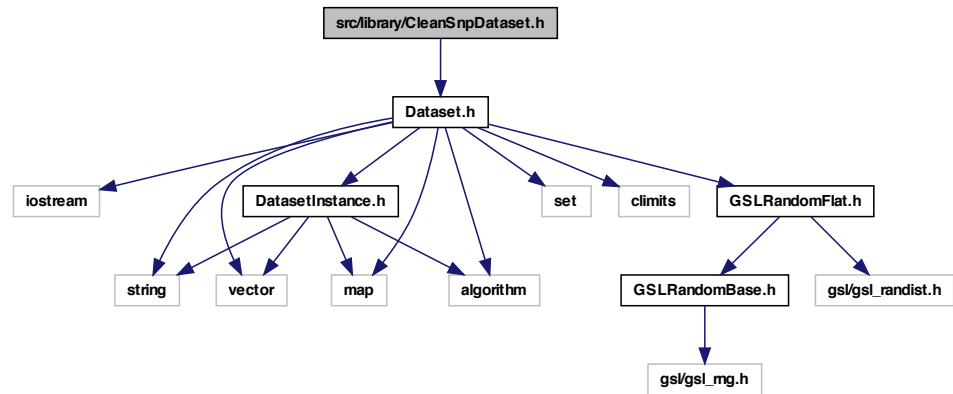 src/library/CleanSnpDataset.h
Dataset.h
iostream
DatasetInstance.h
set
climits
GSLRandomFlat.h
string
vector
map
algorithm
GSLRandomBase.h
gsl/gsl_randist.h
gsl/gsl_rng.h